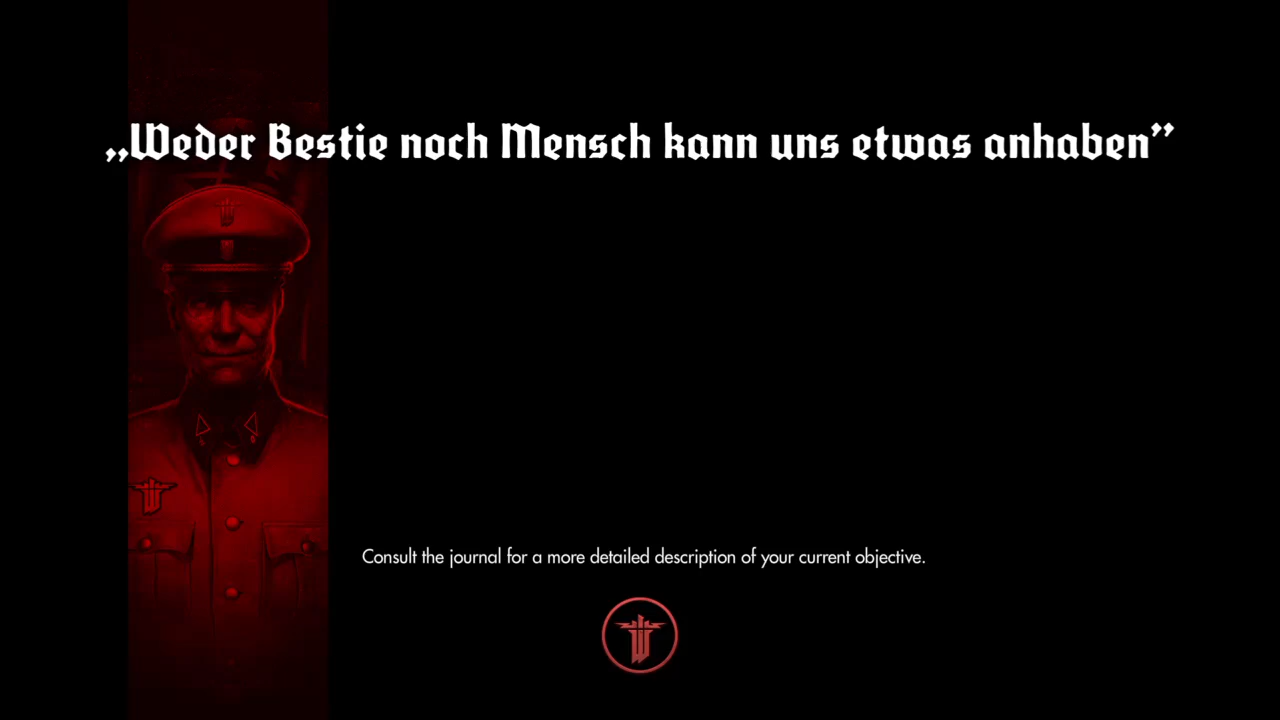 „Weder Bestie noch Mensch kann uns etwas anhaben”
Consult the journal for a more detailed description of your current objective.